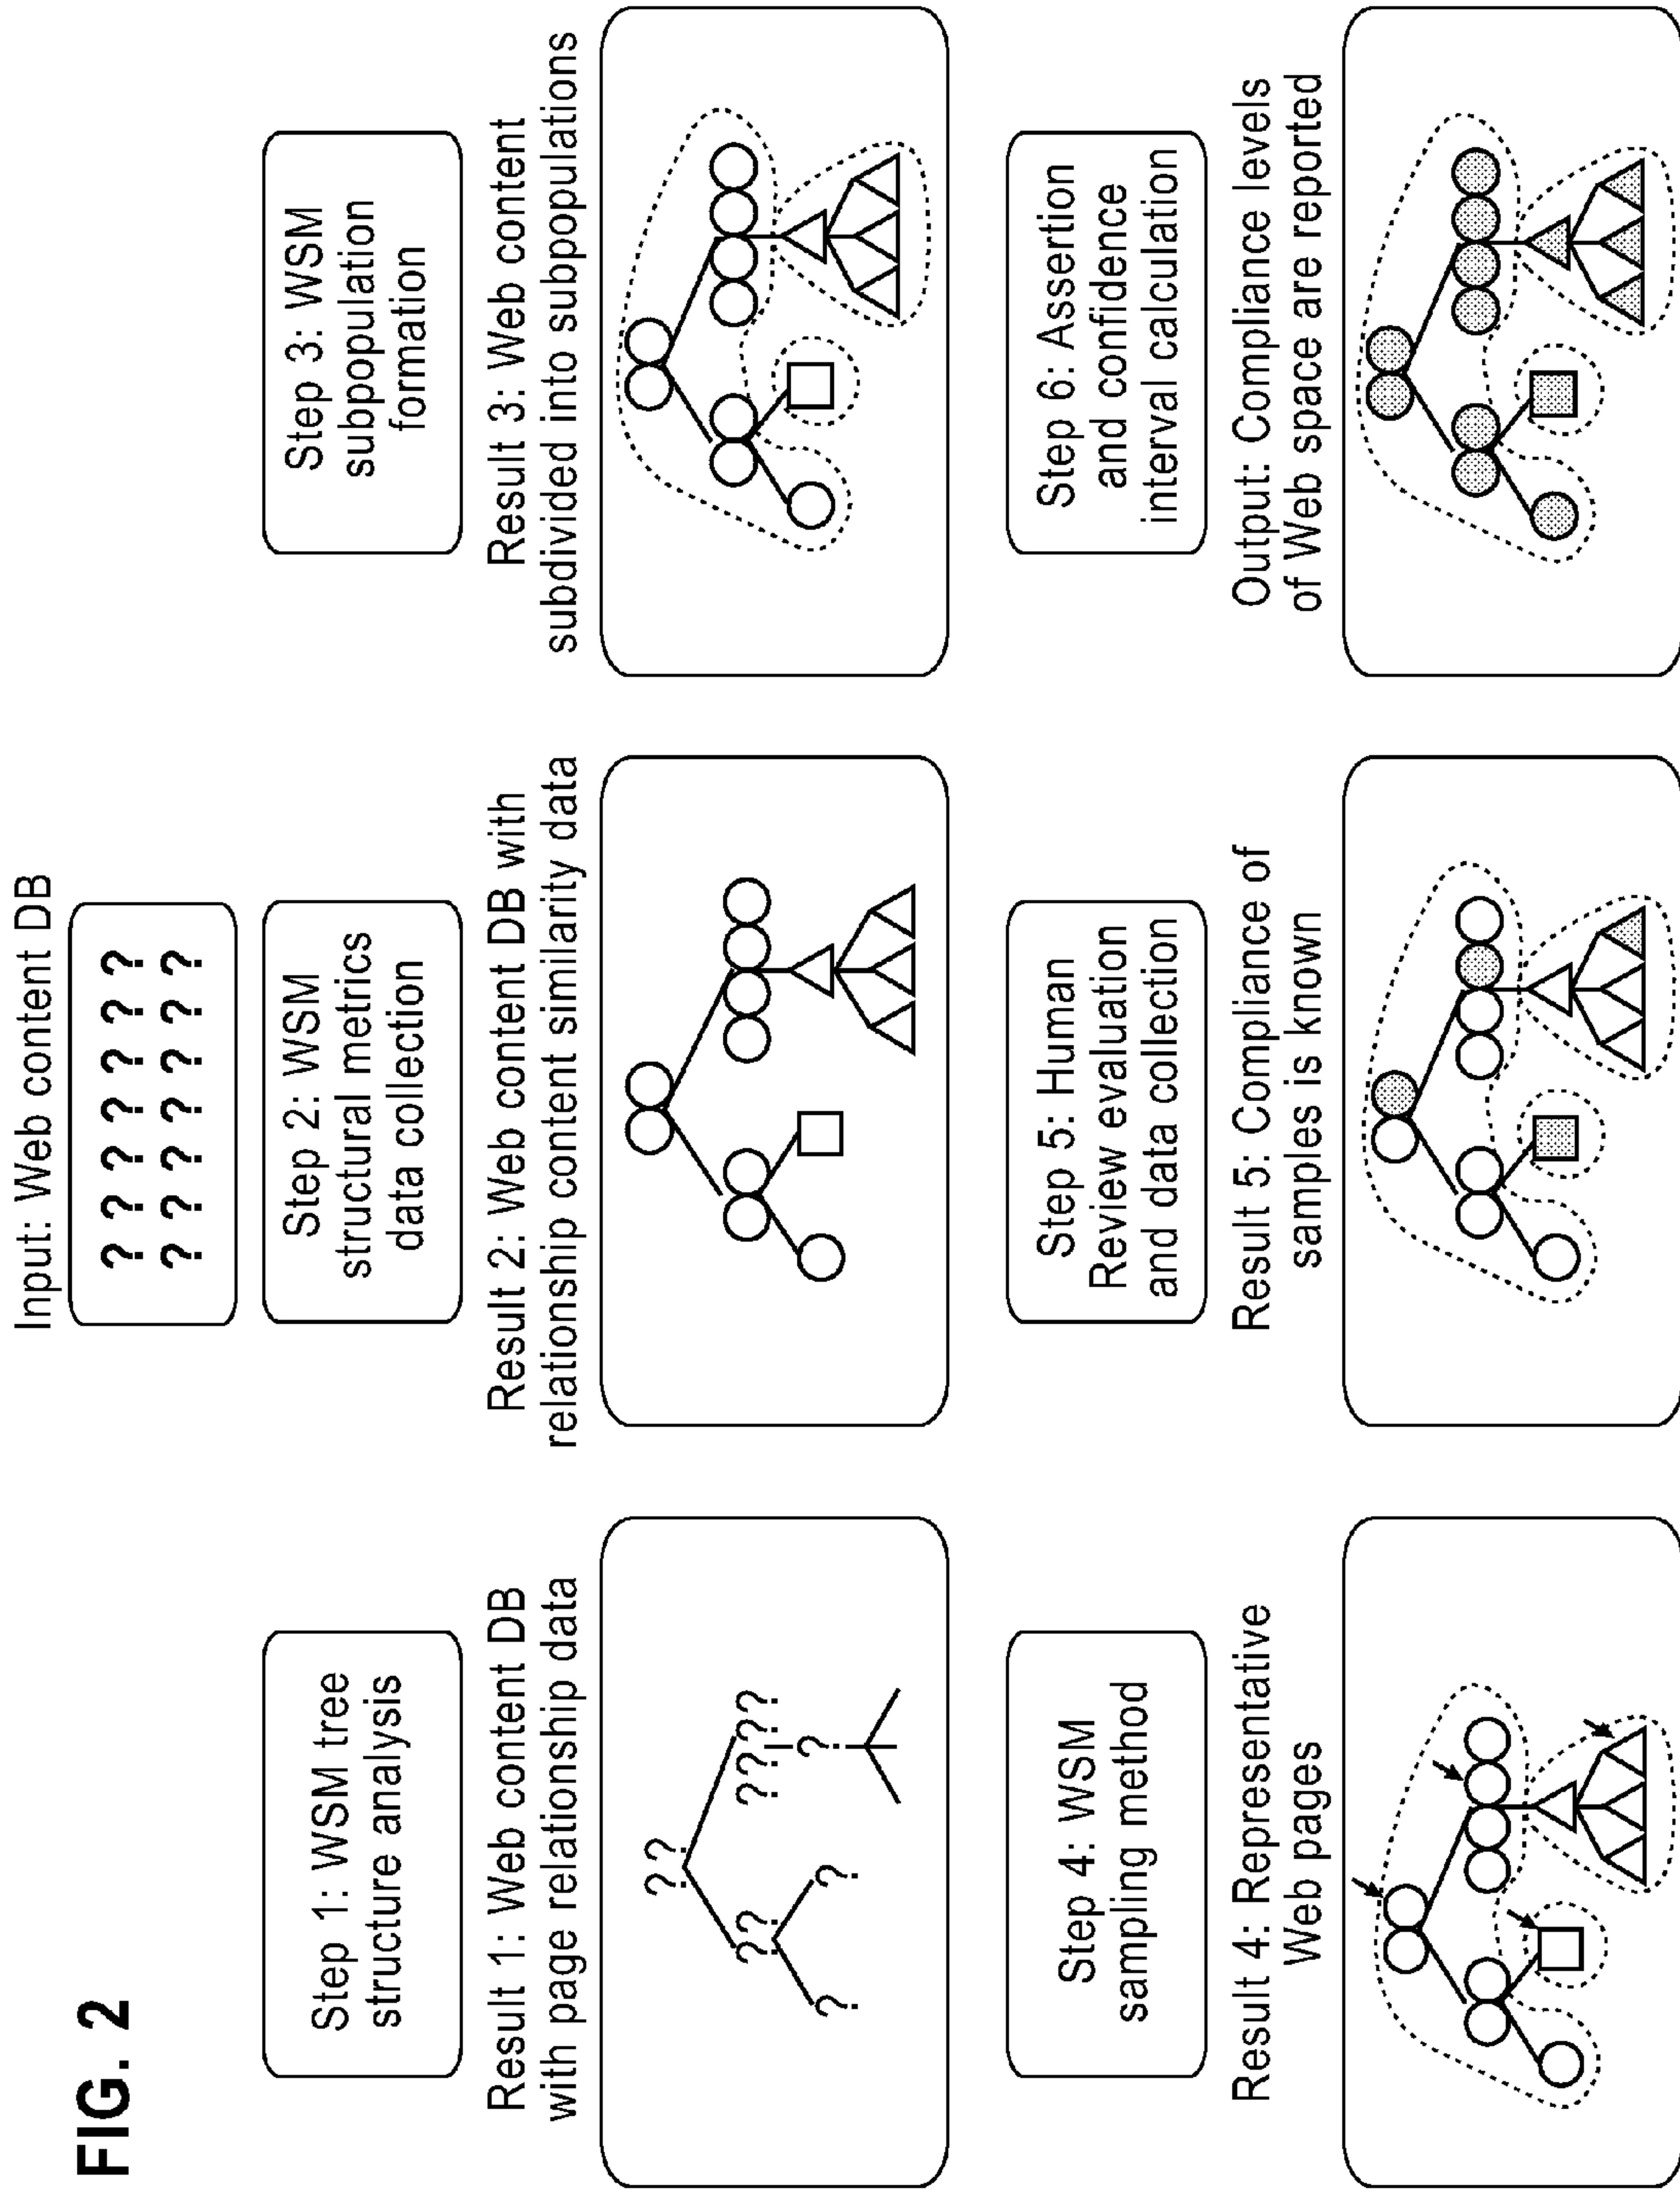 FIG. 2
Input: Web content DB
? ? ? ? ? ? ?
? ? ? ? ? ? ?
Step 1: WSM tree
structure analysis
Result 1: Web content DB
with page relationship data
??
??
????
?
?
?
Step 2: WSM
structural metrics
data collection
Result 2: Web content DB with
relationship content similarity data
Step 3: WSM
subpopulation
formation
Result 3: Web content
subdivided into subpopulations
Step 4: WSM
sampling method
Result 4: Representative
Web pages
Step 5: Human
Review evaluation
and data collection
Result 5: Compliance of
samples is known
Step 6: Assertion
and confidence
interval calculation
Output: Compliance levels
of Web space are reported